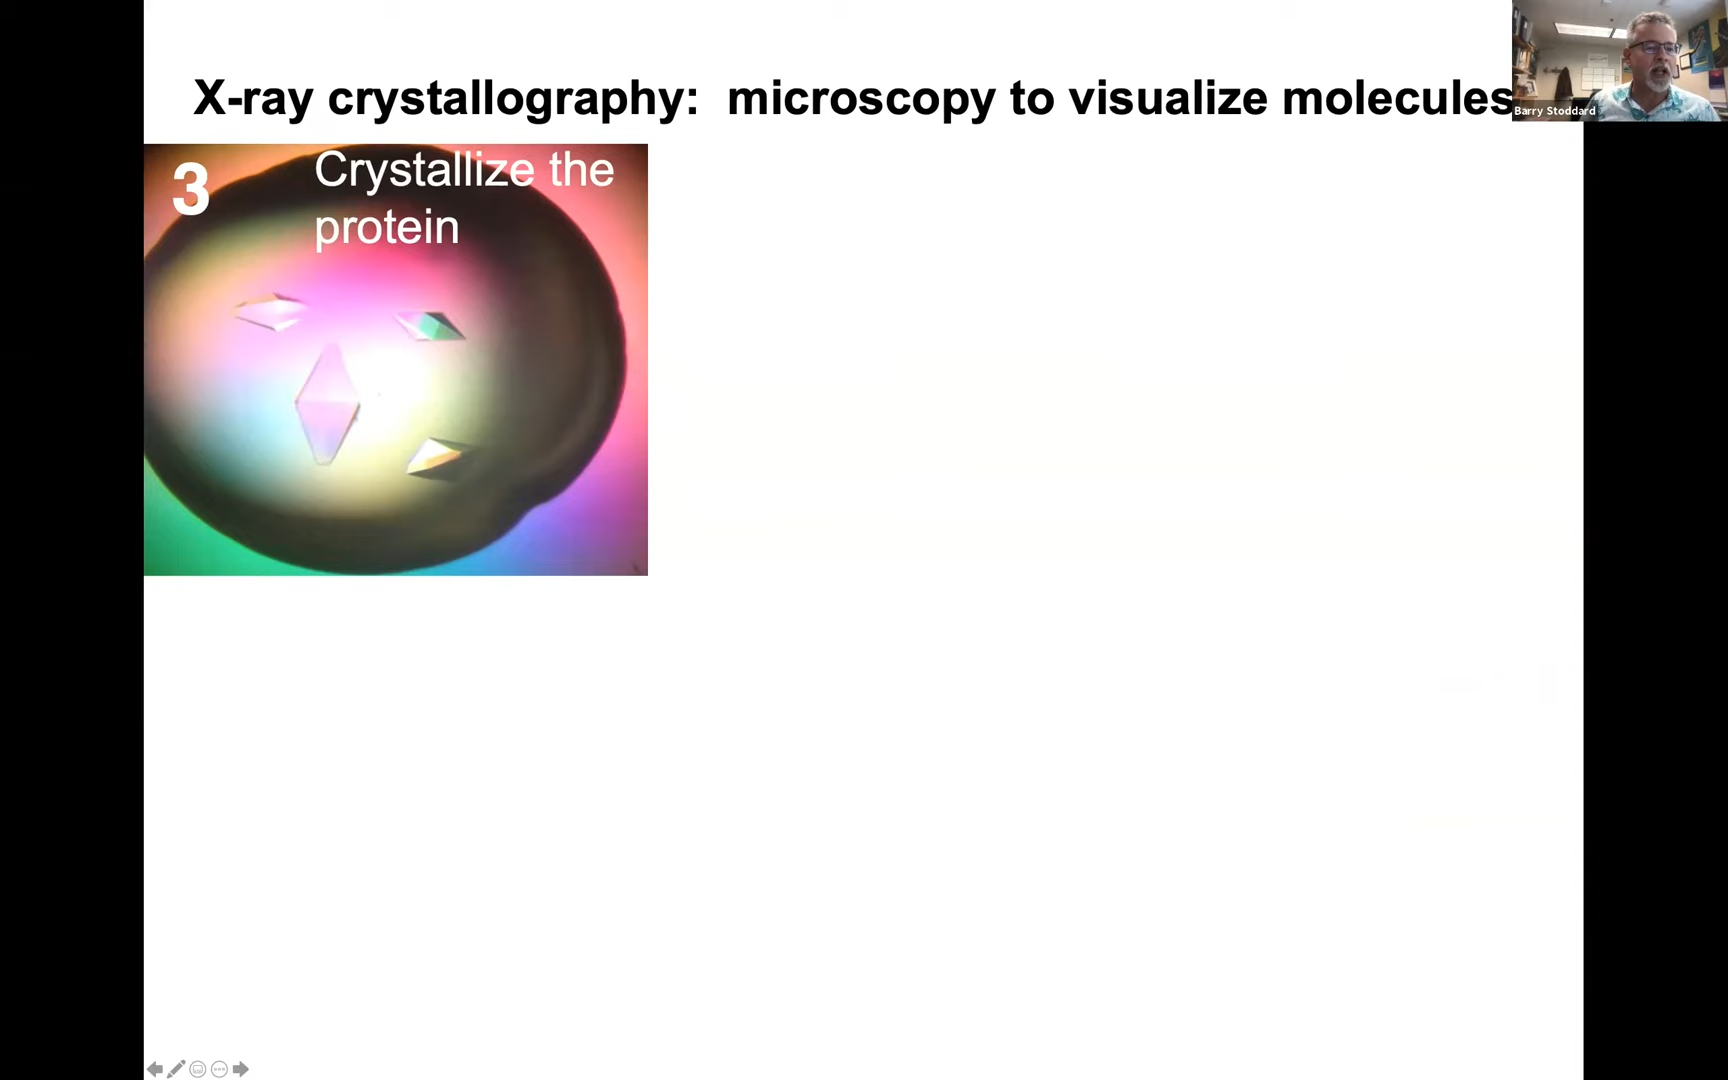 X-ray crystallography: microscopy to visualize molecules
Barry Stoddard
3
Crystallize the
protein